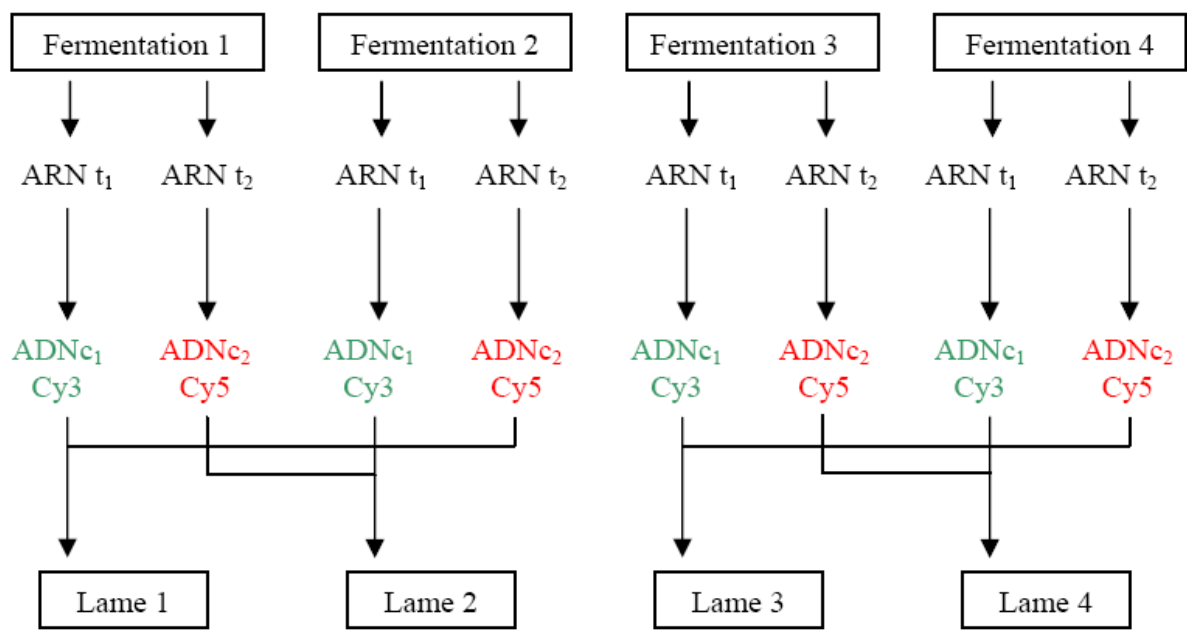 Fermentation 1 Fermentation 2 Fermentation 3 Fermentation 4
ARN t₁ ARN t₂ ARN t₁ ARN t₂ ARN t₁ ARN t₂ ARN t₁ ARN t₂
ADNc₁ ADNc₂ ADNc₁ ADNc₂ ADNc₁ ADNc₂ ADNc₁ ADNc₂
Cy3 Cy5 Cy3 Cy5 Cy3 Cy5 Cy3 Cy5
Lame 1 Lame 2 Lame 3 Lame 4